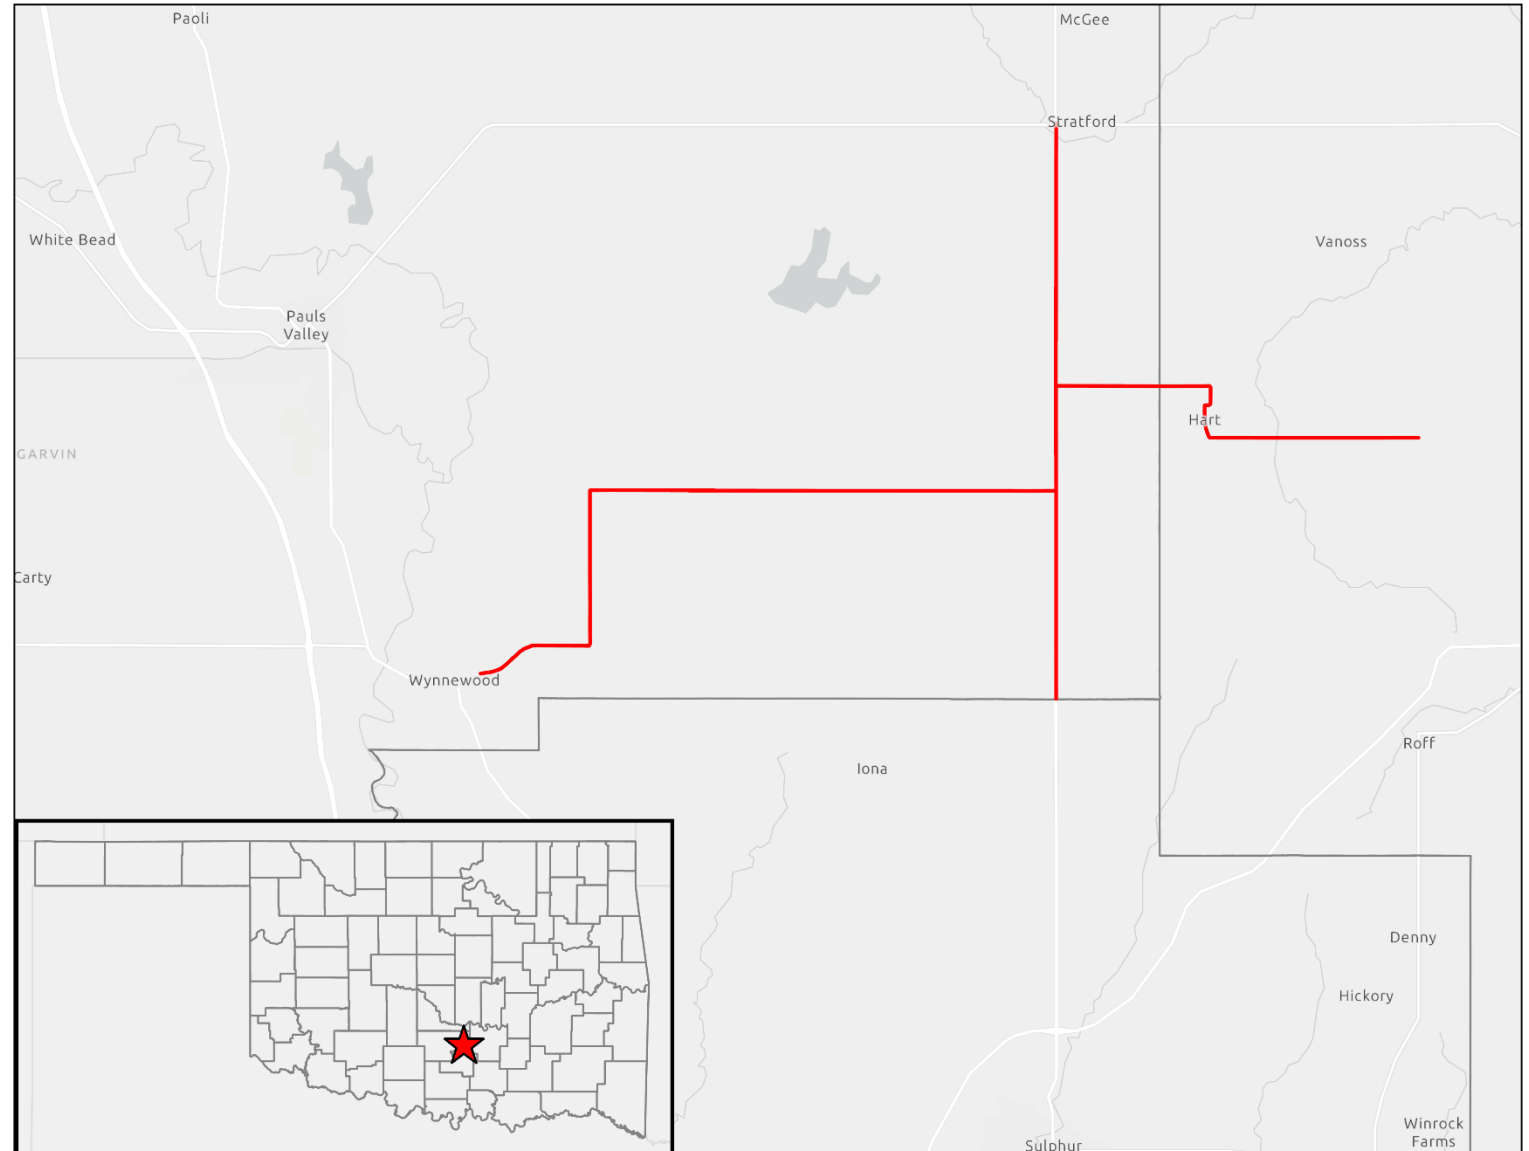 Paoli
McGee
Stratford
White Bead
Vanoss
Pauls
Valley
Hart
GARVIN
Carty
Wynnewood
Roff
Iona
Denny
Hickory
Winrock
Farms
Sulphur